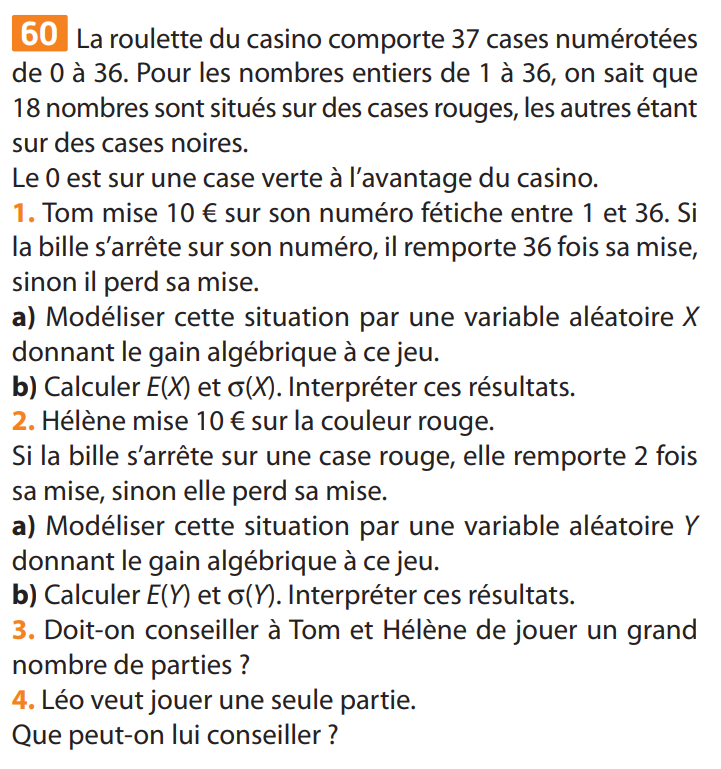 60 La roulette du casino comporte 37 cases numérotées
de 0 à 36. Pour les nombres entiers de 1 à 36, on sait que
18 nombres sont situés sur des cases rouges, les autres étant
sur des cases noires.
Le 0 est sur une case verte à l’avantage du casino.
1. Tom mise 10 € sur son numéro fétiche entre 1 et 36. Si
la bille s’arrête sur son numéro, il remporte 36 fois sa mise,
sinon il perd sa mise.
a) Modéliser cette situation par une variable aléatoire X
donnant le gain algébrique à ce jeu.
b) Calculer E(X) et σ(X). Interpréter ces résultats.
2. Hélène mise 10 € sur la couleur rouge.
Si la bille s’arrête sur une case rouge, elle remporte 2 fois
sa mise, sinon elle perd sa mise.
a) Modéliser cette situation par une variable aléatoire Y
donnant le gain algébrique à ce jeu.
b) Calculer E(Y) et σ(Y). Interpréter ces résultats.
3. Doit-on conseiller à Tom et Hélène de jouer un grand
nombre de parties ?
4. Léo veut jouer une seule partie.
Que peut-on lui conseiller ?